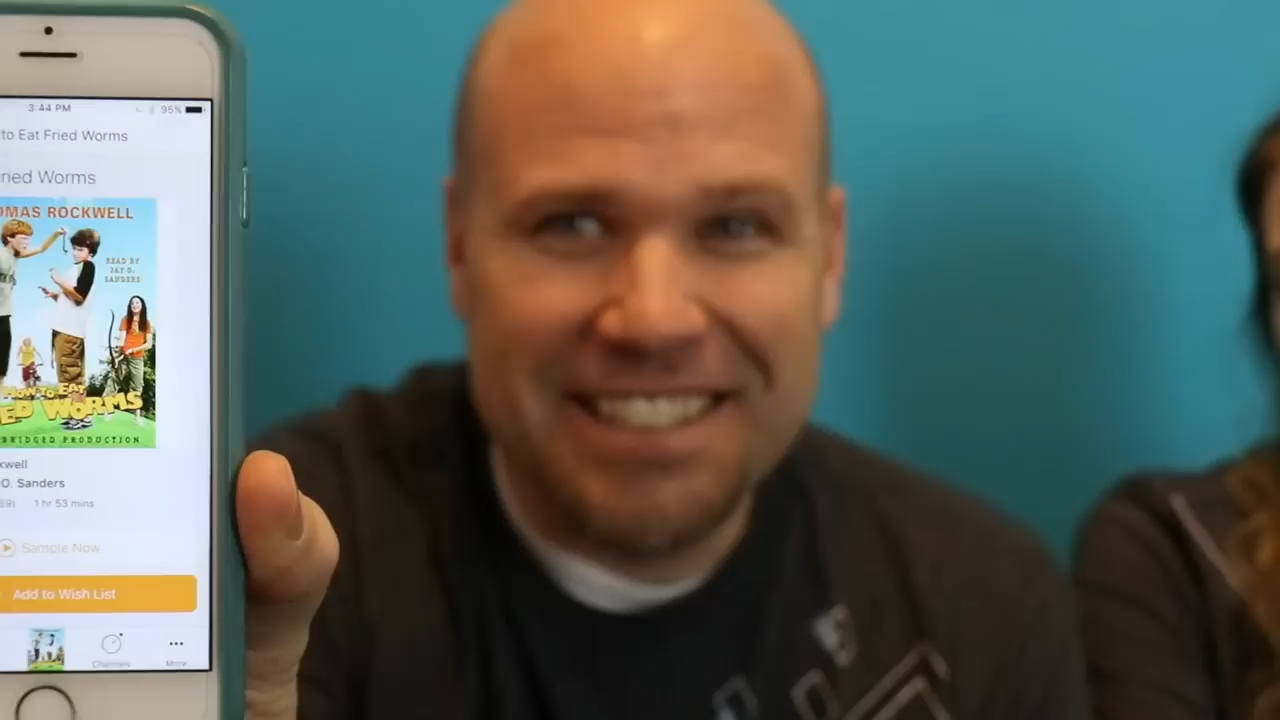 3:44 PM 95%
to Eat Fried Worms
ried Worms
OMAS ROCKWELL
READ BY
JAY O.
SANDERS
HOW TO EAT
ED WORMS
BRIDGED PRODUCTION
kwell
O. Sanders
69) 1 hr 53 mins
Sample Now
Add to Wish List
Channels More